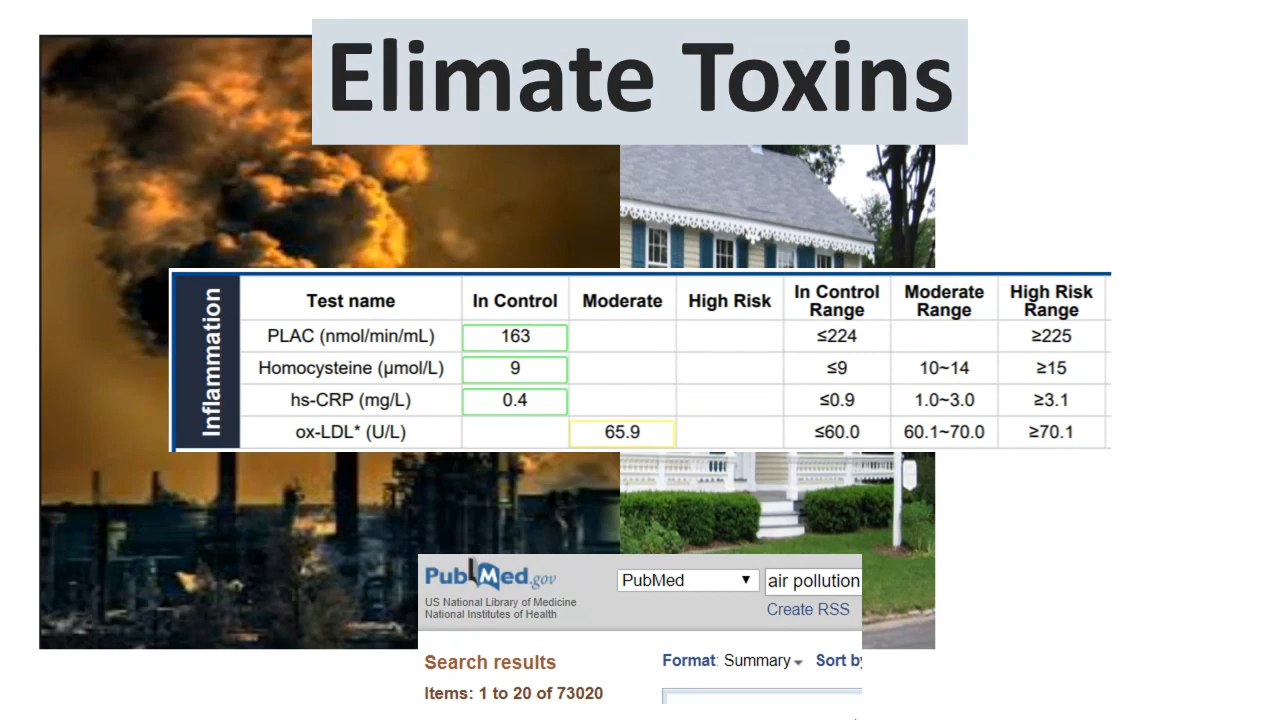 Elimate Toxins
Inflammation
Test name In Control Moderate High Risk In Control Range Moderate Range High Risk Range
PLAC (nmol/min/mL) 163 ≤224 ≥225
Homocysteine (µmol/L) 9 ≤9 10~14 ≥15
hs-CRP (mg/L) 0.4 ≤0.9 1.0~3.0 ≥3.1
ox-LDL* (U/L) 65.9 ≤60.0 60.1~70.0 ≥70.1
PubMed.gov PubMed air pollution
US National Library of Medicine
National Institutes of Health
Create RSS
Search results
Format: Summary Sort by
Items: 1 to 20 of 73020